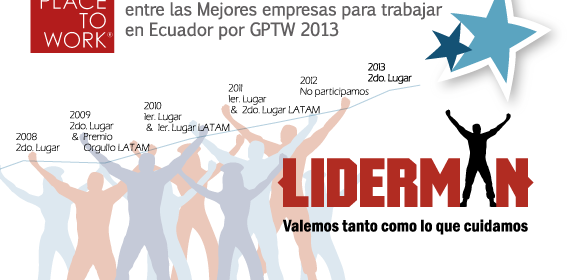 PLACE
TO
WORK®
entre las Mejores empresas para trabajar
en Ecuador por GPTW 2013
2008
2do. Lugar
2009
2do. Lugar
& Premio
Orgullo LATAM
2010
1er. Lugar
& 1er. Lugar LATAM
2011
1er. Lugar
& 2do. Lugar LATAM
2012
No participamos
2013
2do. Lugar
LIDERMAN
Valemos tanto como lo que cuidamos